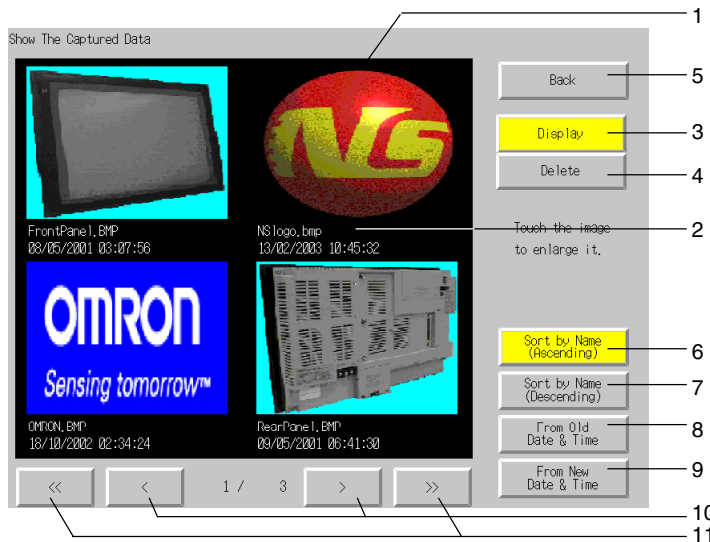 1
Show The Captured Data
Back
5
Display
3
Delete
4
NS
FrontPanel.BMP
08/05/2001 03:07:56
NSlogo.bmp
13/02/2003 10:45:32
2
Touch the image
to enlarge it.
OMRON
Sensing tomorrow™
OMRON.BMP
18/10/2002 02:34:24
RearPanel.BMP
09/05/2001 06:41:30
Sort by Name
(Ascending)
6
Sort by Name
(Descending)
7
From Old
Date & Time
8
From New
Date & Time
9
<< < 1 / 3 > >>
10
11